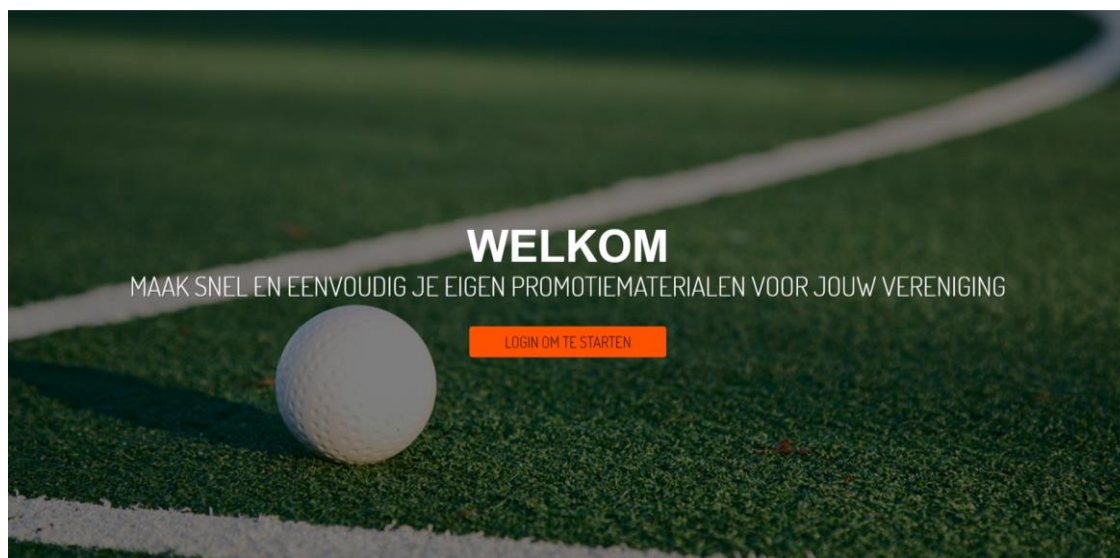 WELKOM
MAAK SNEL EN EENVOUDIG JE EIGEN PROMOTIEMATERIALEN VOOR JOUW VERENIGING
LOGIN OM TE STARTEN